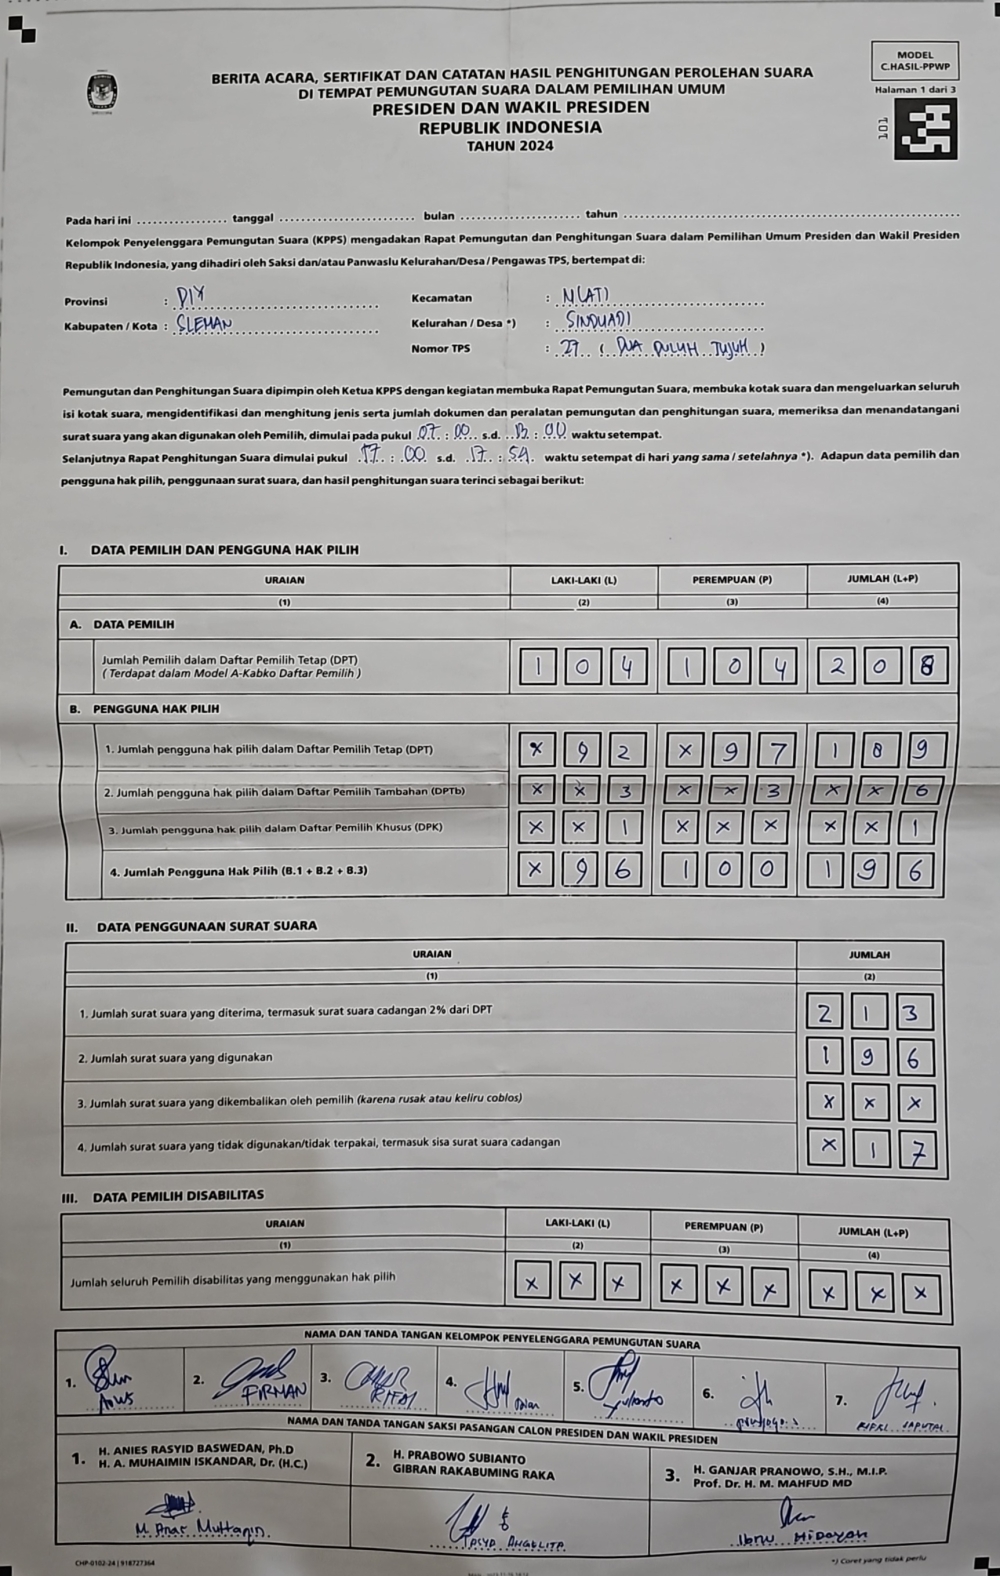 MODEL
C.HASIL-PPWP
Halaman 1 dari 3
101
BERITA ACARA, SERTIFIKAT DAN CATATAN HASIL PENGHITUNGAN PEROLEHAN SUARA
DI TEMPAT PEMUNGUTAN SUARA DALAM PEMILIHAN UMUM
PRESIDEN DAN WAKIL PRESIDEN
REPUBLIK INDONESIA
TAHUN 2024
Pada hari ini ................ tanggal ........................ bulan ..................... tahun ............................................................
Kelompok Penyelenggara Pemungutan Suara (KPPS) mengadakan Rapat Pemungutan dan Penghitungan Suara dalam Pemilihan Umum Presiden dan Wakil Presiden
Republik Indonesia, yang dihadiri oleh Saksi dan/atau Panwaslu Kelurahan/Desa / Pengawas TPS, bertempat di:
Provinsi : DIY Kecamatan : MLATI
Kabupaten / Kota : SLEMAN Kelurahan / Desa *) : SINDUADI
Nomor TPS : 27 ( DUA PULUH TUJUH )
Pemungutan dan Penghitungan Suara dipimpin oleh Ketua KPPS dengan kegiatan membuka Rapat Pemungutan Suara, membuka kotak suara dan mengeluarkan seluruh
isi kotak suara, mengidentifikasi dan menghitung jenis serta jumlah dokumen dan peralatan pemungutan dan penghitungan suara, memeriksa dan menandatangani
surat suara yang akan digunakan oleh Pemilih, dimulai pada pukul 07 : 00 s.d. 13 : 00 waktu setempat.
Selanjutnya Rapat Penghitungan Suara dimulai pukul : 00 s.d. 17 : waktu setempat di hari yang sama / setelahnya *). Adapun data pemilih dan
pengguna hak pilih, penggunaan surat suara, dan hasil penghitungan suara terinci sebagai berikut:
I. DATA PEMILIH DAN PENGGUNA HAK PILIH
URAIAN LAKI-LAKI (L) PEREMPUAN (P) JUMLAH (L+P)
(1) (2) (3) (4)
A. DATA PEMILIH
Jumlah Pemilih dalam Daftar Pemilih Tetap (DPT) 1 0 4 1 0 4 2 0 8
( Terdapat dalam Model A-Kabko Daftar Pemilih )
B. PENGGUNA HAK PILIH
1. Jumlah pengguna hak pilih dalam Daftar Pemilih Tetap (DPT) X 9 2 X 9 7 1 8 9
2. Jumlah pengguna hak pilih dalam Daftar Pemilih Tambahan (DPTb) X X 3 X X 3 X X 6
3. Jumlah pengguna hak pilih dalam Daftar Pemilih Khusus (DPK) X X 1 X X X X X 1
4. Jumlah Pengguna Hak Pilih (B.1 + B.2 + B.3) X 9 6 1 0 0 1 9 6
II. DATA PENGGUNAAN SURAT SUARA
URAIAN JUMLAH
(1) (2)
1. Jumlah surat suara yang diterima, termasuk surat suara cadangan 2% dari DPT 2 1 3
2. Jumlah surat suara yang digunakan 1 9 6
3. Jumlah surat suara yang dikembalikan oleh pemilih (karena rusak atau keliru coblos) X X X
4. Jumlah surat suara yang tidak digunakan/tidak terpakai, termasuk sisa surat suara cadangan X 1 7
III. DATA PEMILIH DISABILITAS
URAIAN LAKI-LAKI (L) PEREMPUAN (P) JUMLAH (L+P)
(1) (2) (3) (4)
Jumlah seluruh Pemilih disabilitas yang menggunakan hak pilih X X X X X X X X X
NAMA DAN TANDA TANGAN KELOMPOK PENYELENGGARA PEMUNGUTAN SUARA
1. 2. FIRMAN 3. 4. 5. 6. 7.
NAMA DAN TANDA TANGAN SAKSI PASANGAN CALON PRESIDEN DAN WAKIL PRESIDEN
1. H. ANIES RASYID BASWEDAN, Ph.D
H. A. MUHAIMIN ISKANDAR, Dr. (H.C.)
2. H. PRABOWO SUBIANTO
GIBRAN RAKABUMING RAKA
3. H. GANJAR PRANOWO, S.H., M.I.P.
Prof. Dr. H. M. MAHFUD MD
M. Anar Muttaqin ANGELITA Ibnu Hidayah
CHP-0102-24 | 918727364
*) Coret yang tidak perlu